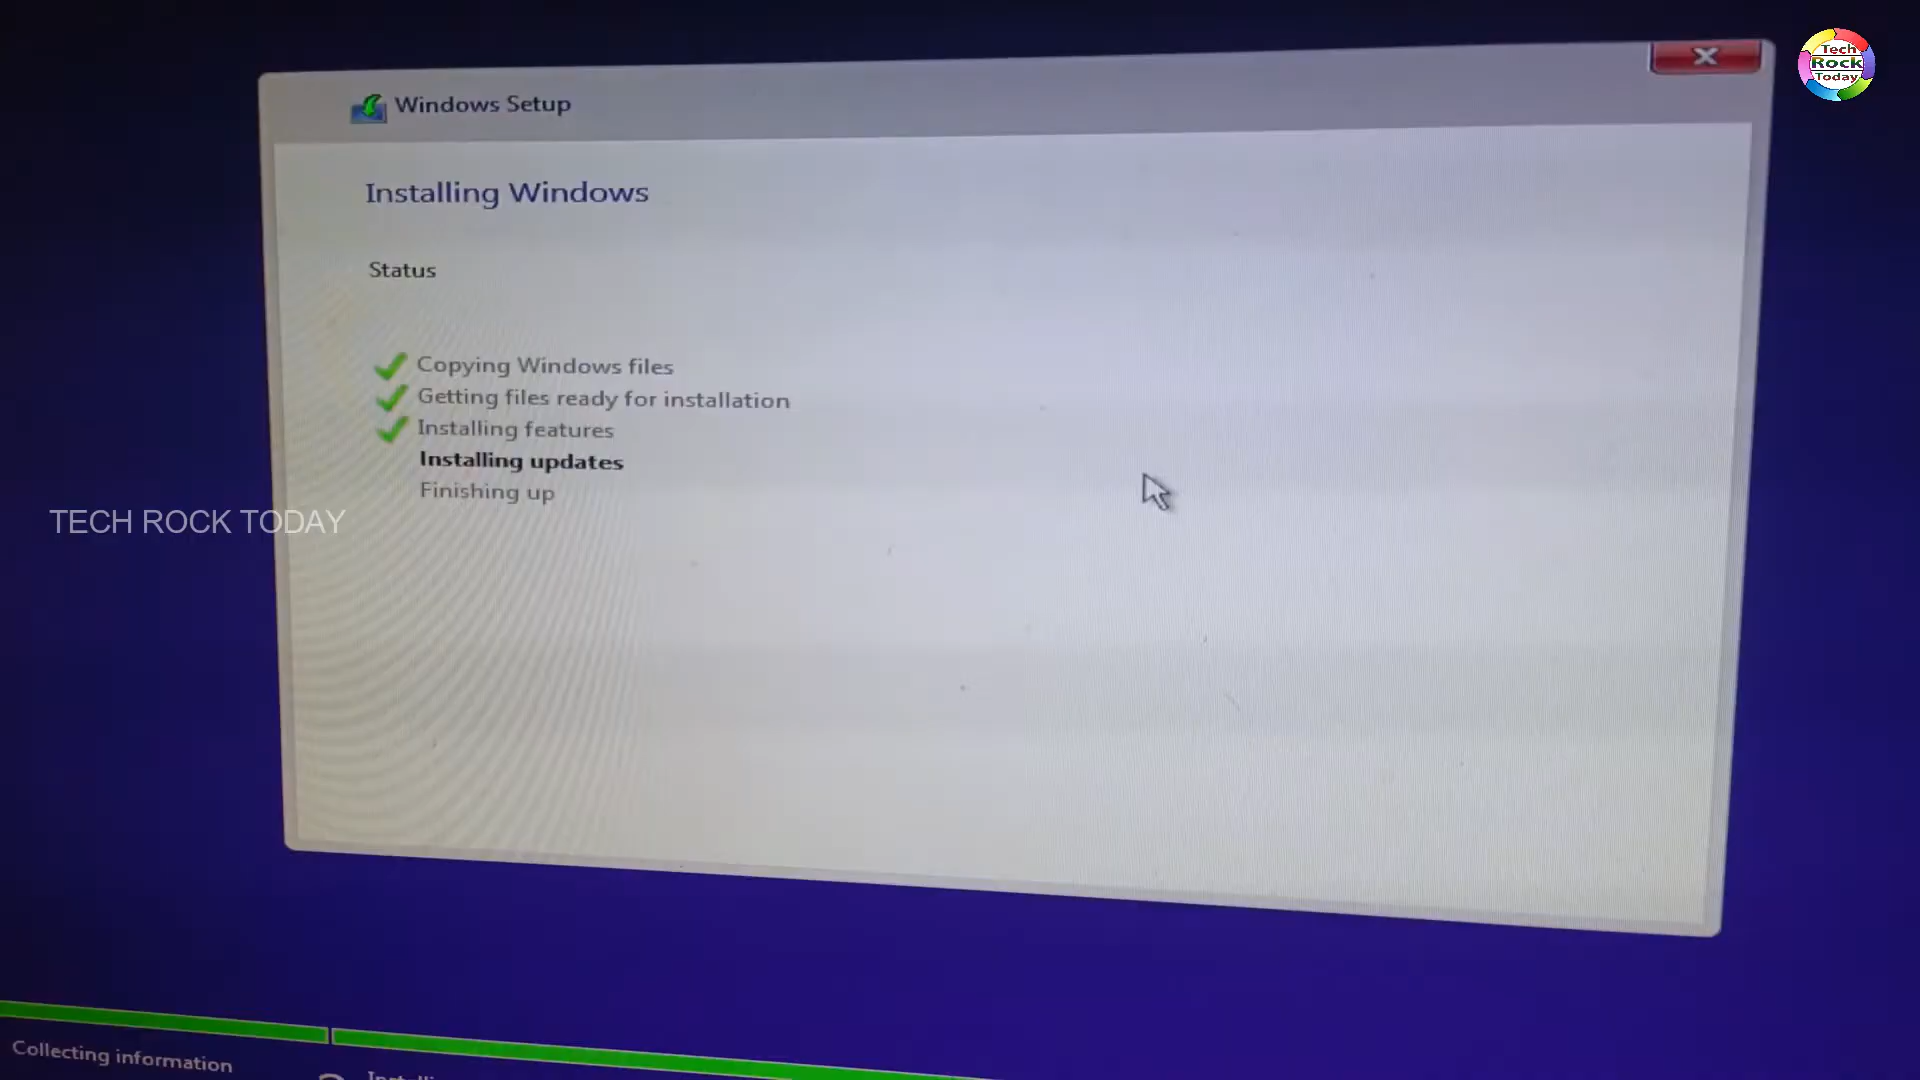 Tech
Rock
Today
Windows Setup
Installing Windows
Status
Copying Windows files
Getting files ready for installation
Installing features
Installing updates
Finishing up
TECH ROCK TODAY
Collecting information